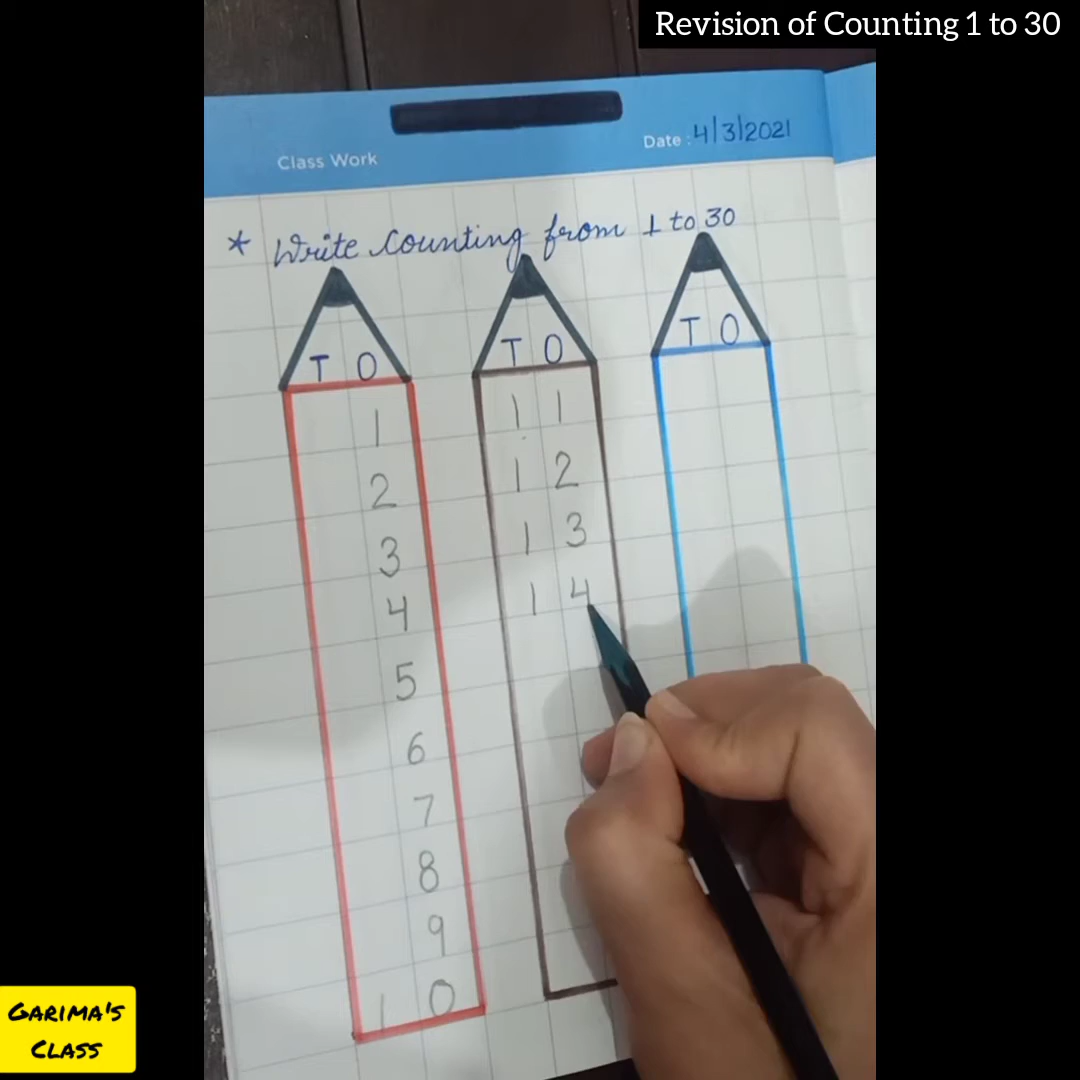 Revision of Counting 1 to 30
Class Work
Date : 4/3/2021
* Write Counting from 1 to 30
T O
1
2
3
4
5
6
7
8
9
1 0
T O
1 1
1 2
1 3
1 4
T O
GARIMA'S
CLASS